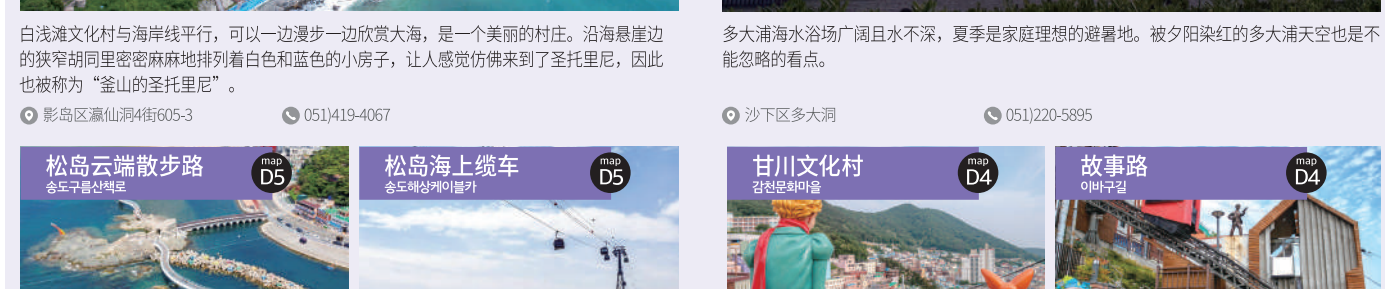 白浅滩文化村与海岸线平行，可以一边漫步一边欣赏大海，是一个美丽的村庄。沿海悬崖边
的狭窄胡同里密密麻麻地排列着白色和蓝色的小房子，让人感觉仿佛来到了圣托里尼，因此
也被称为“釜山的圣托里尼”。
影岛区瀛仙洞4街605-3
051)419-4067
多大浦海水浴场广阔且水不深，夏季是家庭理想的避暑地。被夕阳染红的多大浦天空也是不
能忽略的看点。
沙下区多大洞
051)220-5895
松岛云端散步路
송도구름산책로
map
D5
松岛海上缆车
송도해상케이블카
map
D5
甘川文化村
감천문화마을
map
D4
故事路
이바구길
map
D4